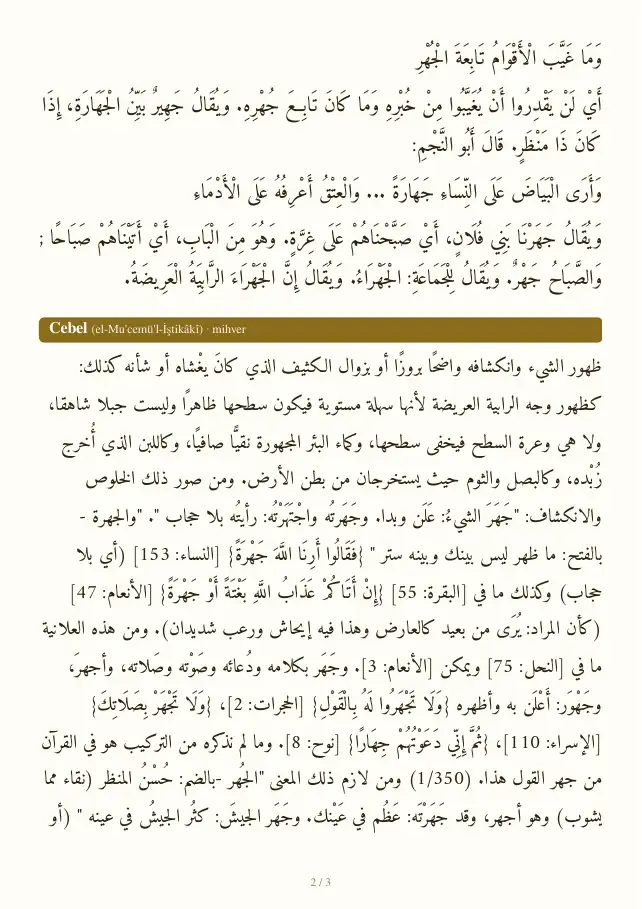 وَمَا غَيَّبَ الْأَقْوَامُ تَابِعَةَ الْجُهْرِ
أَيْ لَنْ يَقْدِرُوا أَنْ يُغَيِّبُوا مِنْ خُبْرِهِ وَمَا كَانَ تَابِعَ جُهْرِهِ. وَيُقَالُ جَهِيرٌ بَيِّنُ الْجَهَارَةِ، إِذَا
كَانَ ذَا مَنْظَرٍ. قَالَ أَبُو النَّجْمِ:
وَأَرَى الْبَيَاضَ عَلَى النِّسَاءِ جَهَارَةً ... وَالْعِتْقُ أَعْرِفُهُ عَلَى الْأَدْمَاءِ
وَيُقَالُ جَهَرْنَا بَنِي فُلَانٍ، أَيْ صَبَّحْنَاهُمْ عَلَى غِرَّةٍ. وَهُوَ مِنَ الْبَابِ، أَيْ أَتَيْنَاهُمْ صَبَاحًا ;
وَالصَّبَاحُ جَهْرٌ. وَيُقَالُ لِلْجَمَاعَةِ: الْجَهْرَاءُ. وَيُقَالُ إِنَّ الْجَهْرَاءَ الرَّابِيَةُ الْعَرِيضَةُ.
Cebel (el-Mu'cemü'l-İştikâkî) · mihver
ظهور الشيء وانكشافه واضحًا بروزًا أو بزوال الكثيف الذي كانَ يغْشاه أو شأنه كذلك:
كظهور وجه الرابية العريضة لأنها سهلة مستوية فيكون سطحها ظاهرًا وليست جبلا شاهقا،
ولا هي وعرة السطح فيخفى سطحها، وكماء البئر المجهورة نقيًّا صافيًا، وكاللبن الذي أُخرج
زُبْده، وكالبصل والثوم حيث يستخرجان من بطن الأرض. ومن صور ذلك الخلوص
والانكشاف: "جَهَرَ الشيءُ: عَلَن وبدا. وجَهَرتُه واجْتَهَرْتُه: رأيتُه بلا حجاب ". "والجهرة -
بالفتح: ما ظهر ليس بينك وبينه ستر " {فَقَالُوا أَرِنَا اللَّهَ جَهْرَةً} [النساء: 153] (أي بلا
حجاب) وكذلك ما في [البقرة: 55] {إِنْ أَتَاكُمْ عَذَابُ اللَّهِ بَغْتَةً أَوْ جَهْرَةً} [الأنعام: 47]
(كأن المراد: يُرَى من بعيد كالعارض وهذا فيه إيحاش ورعب شديدان). ومن هذه العلانية
ما في [النحل: 75] ويمكن [الأنعام: 3]. وجَهَر بكلامه ودُعائه وصَوْته وصَلاته، وأجهرَ،
وجَهْوَر: أَعْلَن به وأظهره {وَلَا تَجْهَرُوا لَهُ بِالْقَوْلِ} [الحجرات: 2]، {وَلَا تَجْهَرْ بِصَلَاتِكَ}
[الإسراء: 110]، {ثُمَّ إِنِّي دَعَوْتُهُمْ جِهَارًا} [نوح: 8]. وما لم نذكره من التركيب هو في القرآن
من جهر القول هذا. (1/350) ومن لازم ذلك المعنى "الجُهر -بالضم: حُسْنُ المنظر (نقاء مما
يشوب) وهو أجهر، وقد جَهَرْتَه: عَظُم في عَيْنك. وجَهَر الجيشَ: كثُر الجيشُ في عينه " (أو
2 / 3